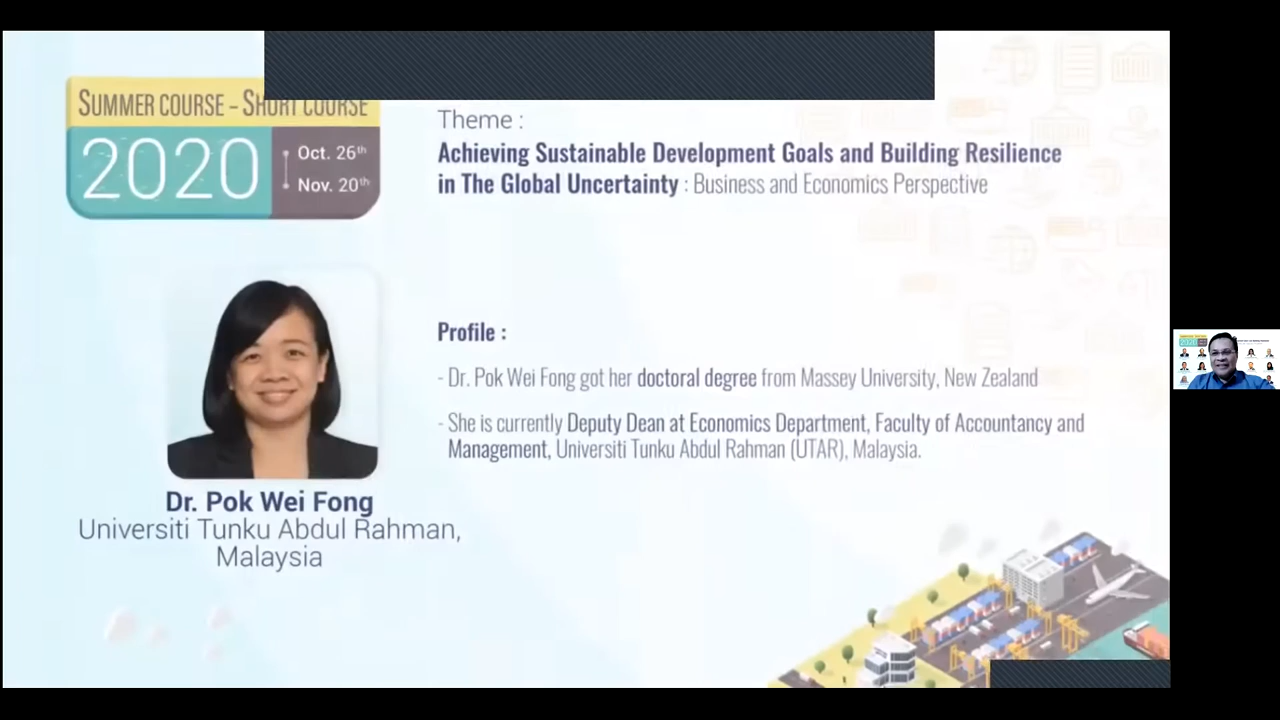 SUMMER COURSE – SHORT COURSE
2020
Oct. 26th
Nov. 20th
Theme :
Achieving Sustainable Development Goals and Building Resilience
in The Global Uncertainty : Business and Economics Perspective
Profile :
- Dr. Pok Wei Fong got her doctoral degree from Massey University, New Zealand
- She is currently Deputy Dean at Economics Department, Faculty of Accountancy and
Management, Universiti Tunku Abdul Rahman (UTAR), Malaysia.
Dr. Pok Wei Fong
Universiti Tunku Abdul Rahman,
Malaysia
2020